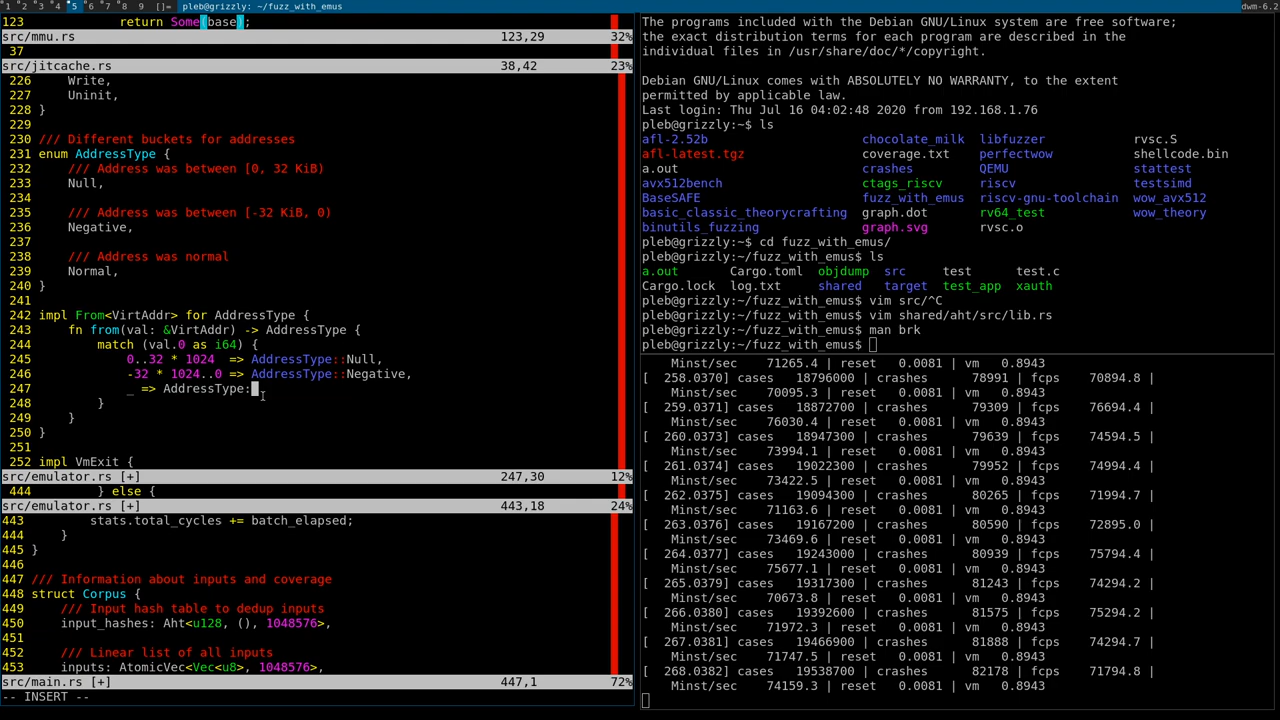 1 2 3 4 5 6 7 8 9 []= pleb@grizzly: ~/fuzz_with_emus dwm-6.2
123 return Some(base);
src/mmu.rs 123,29 32%
37
src/jitcache.rs 38,42 23%
226 Write,
227 Uninit,
228 }
229
230 /// Different buckets for addresses
231 enum AddressType {
232 /// Address was between [0, 32 KiB)
233 Null,
234
235 /// Address was between [-32 KiB, 0)
236 Negative,
237
238 /// Address was normal
239 Normal,
240 }
241
242 impl From<VirtAddr> for AddressType {
243 fn from(val: &VirtAddr) -> AddressType {
244 match (val.0 as i64) {
245 0..32 * 1024 => AddressType::Null,
246 -32 * 1024..0 => AddressType::Negative,
247 _ => AddressType:
248 }
249 }
250 }
251
252 impl VmExit {
src/emulator.rs [+] 247,30 12%
444 } else {
src/emulator.rs [+] 443,18 24%
443 stats.total_cycles += batch_elapsed;
444 }
445 }
446
447 /// Information about inputs and coverage
448 struct Corpus {
449 /// Input hash table to dedup inputs
450 input_hashes: Aht<u128, (), 1048576>,
451
452 /// Linear list of all inputs
453 inputs: AtomicVec<Vec<u8>, 1048576>,
src/main.rs [+] 447,1 72%
-- INSERT --
The programs included with the Debian GNU/Linux system are free software;
the exact distribution terms for each program are described in the
individual files in /usr/share/doc/*/copyright.
Debian GNU/Linux comes with ABSOLUTELY NO WARRANTY, to the extent
permitted by applicable law.
Last login: Thu Jul 16 04:02:48 2020 from 192.168.1.76
pleb@grizzly:~$ ls
afl-2.52b chocolate_milk libfuzzer rvsc.S
afl-latest.tgz coverage.txt perfectwow shellcode.bin
a.out crashes QEMU stattest
avx512bench ctags_riscv riscv testsimd
BaseSAFE fuzz_with_emus riscv-gnu-toolchain wow_avx512
basic_classic_theorycrafting graph.dot rv64_test wow_theory
binutils_fuzzing graph.svg rvsc.o
pleb@grizzly:~$ cd fuzz_with_emus/
pleb@grizzly:~/fuzz_with_emus$ ls
a.out Cargo.toml objdump src test test.c
Cargo.lock log.txt shared target test_app xauth
pleb@grizzly:~/fuzz_with_emus$ vim src/^C
pleb@grizzly:~/fuzz_with_emus$ vim shared/aht/src/lib.rs
pleb@grizzly:~/fuzz_with_emus$ man brk
pleb@grizzly:~/fuzz_with_emus$
Minst/sec 71265.4 | reset 0.0081 | vm 0.8943
[ 258.0370] cases 18796000 | crashes 78991 | fcps 70894.8 |
Minst/sec 70095.3 | reset 0.0081 | vm 0.8943
[ 259.0371] cases 18872700 | crashes 79309 | fcps 76694.4 |
Minst/sec 76030.4 | reset 0.0081 | vm 0.8943
[ 260.0373] cases 18947300 | crashes 79639 | fcps 74594.5 |
Minst/sec 73994.1 | reset 0.0081 | vm 0.8943
[ 261.0374] cases 19022300 | crashes 79952 | fcps 74994.4 |
Minst/sec 73422.5 | reset 0.0081 | vm 0.8943
[ 262.0375] cases 19094300 | crashes 80265 | fcps 71994.7 |
Minst/sec 71163.6 | reset 0.0081 | vm 0.8943
[ 263.0376] cases 19167200 | crashes 80590 | fcps 72895.0 |
Minst/sec 73469.6 | reset 0.0081 | vm 0.8943
[ 264.0377] cases 19243000 | crashes 80939 | fcps 75794.4 |
Minst/sec 75677.1 | reset 0.0081 | vm 0.8943
[ 265.0379] cases 19317300 | crashes 81243 | fcps 74294.2 |
Minst/sec 70673.8 | reset 0.0081 | vm 0.8943
[ 266.0380] cases 19392600 | crashes 81575 | fcps 75294.2 |
Minst/sec 71972.3 | reset 0.0081 | vm 0.8943
[ 267.0381] cases 19466900 | crashes 81888 | fcps 74294.7 |
Minst/sec 71747.5 | reset 0.0081 | vm 0.8943
[ 268.0382] cases 19538700 | crashes 82178 | fcps 71794.8 |
Minst/sec 74159.3 | reset 0.0081 | vm 0.8943